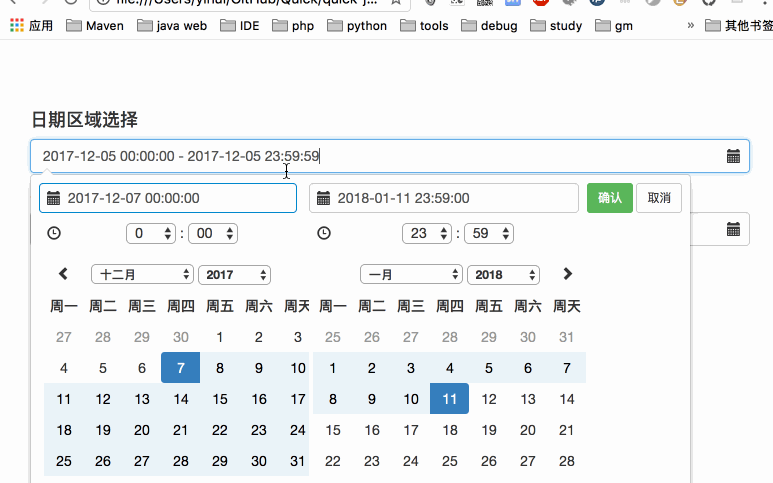 应用 Maven java web IDE php python tools debug study gm » 其他书签
日期区域选择
2017-12-05 00:00:00 - 2017-12-05 23:59:59
2017-12-07 00:00:00 2018-01-11 23:59:00 确认 取消
0 : 00 23 : 59
十二月 2017 一月 2018
周一 周二 周三 周四 周五 周六 周天 周一 周二 周三 周四 周五 周六 周天
27 28 29 30 1 2 3 25 26 27 28 29 30 31
4 5 6 7 8 9 10 1 2 3 4 5 6 7
11 12 13 14 15 16 17 8 9 10 11 12 13 14
18 19 20 21 22 23 24 15 16 17 18 19 20 21
25 26 27 28 29 30 31 22 23 24 25 26 27 28